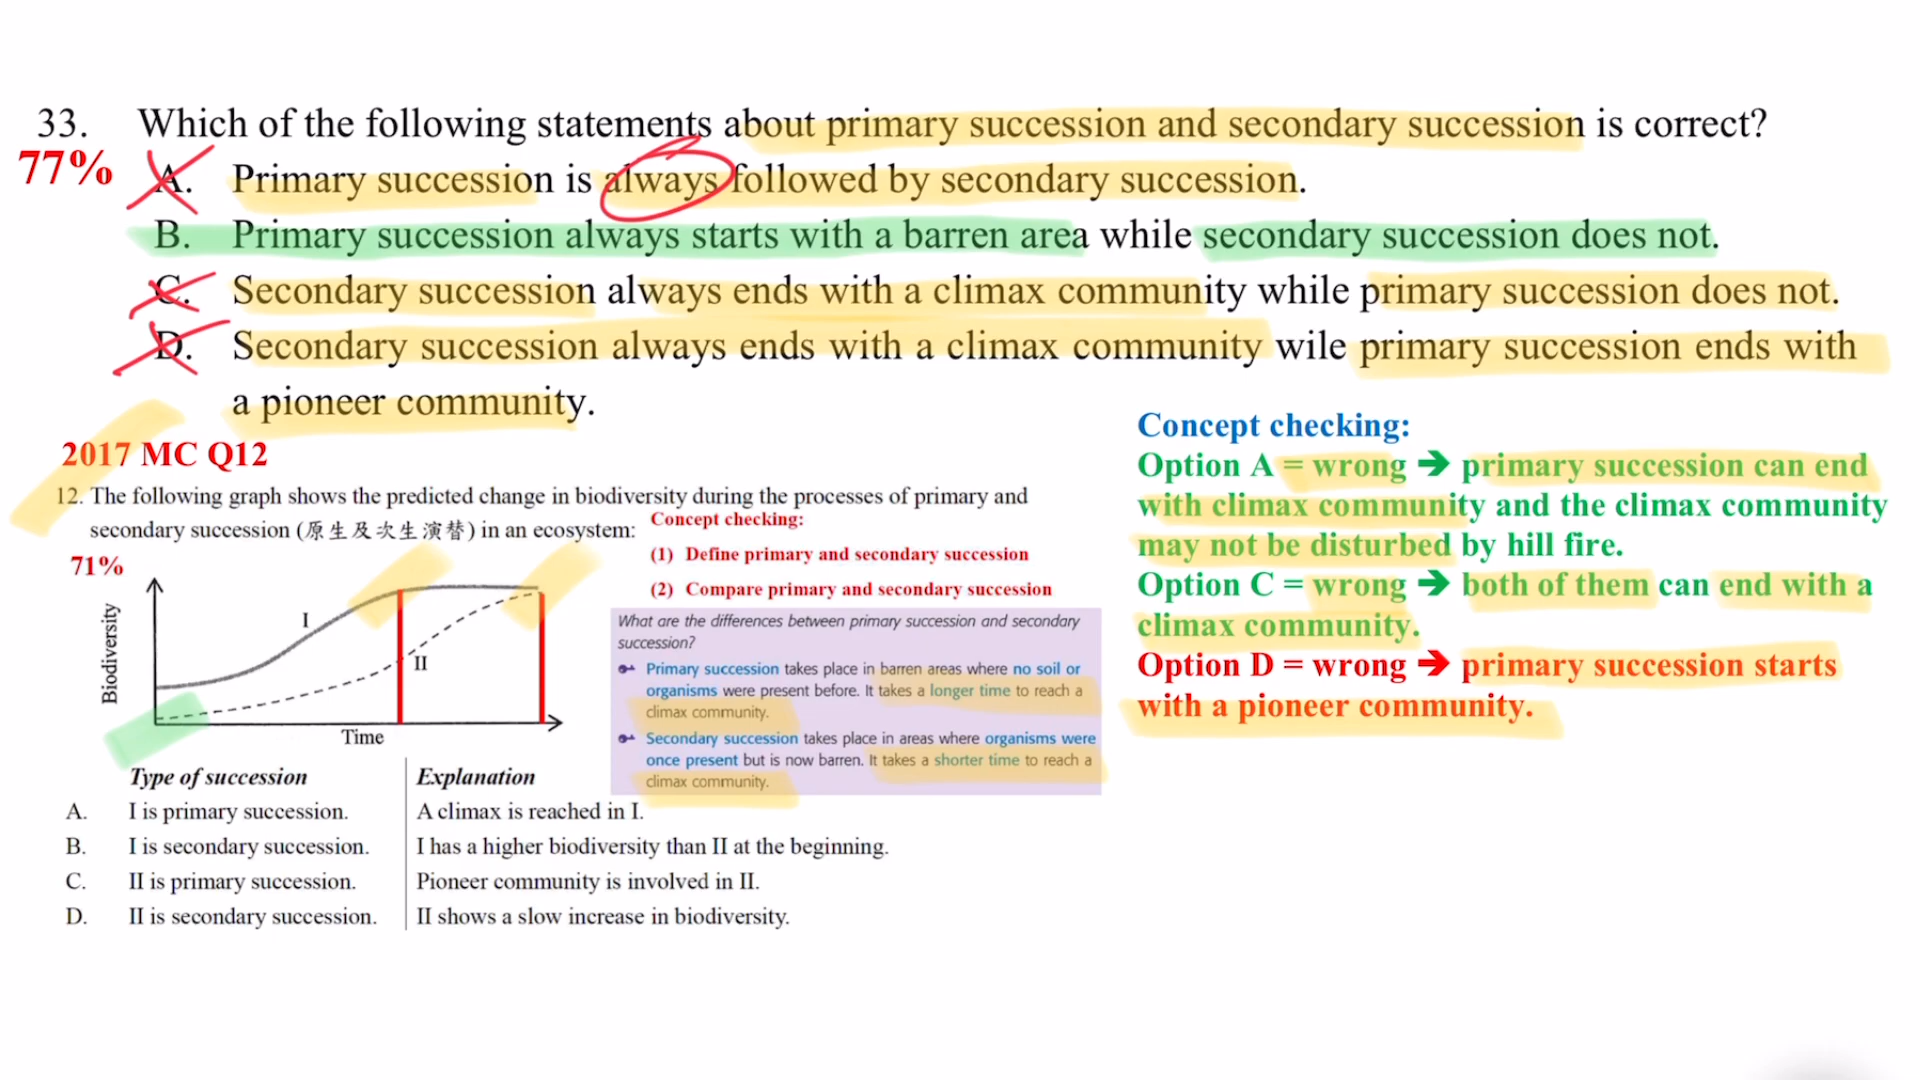 33. Which of the following statements about primary succession and secondary succession is correct?
77%
A. Primary succession is always followed by secondary succession.
B. Primary succession always starts with a barren area while secondary succession does not.
C. Secondary succession always ends with a climax community while primary succession does not.
D. Secondary succession always ends with a climax community wile primary succession ends with
a pioneer community.
2017 MC Q12
12. The following graph shows the predicted change in biodiversity during the processes of primary and
secondary succession (原生及次生演替) in an ecosystem:
71%
Biodiversity
I
II
Time
Concept checking:
(1) Define primary and secondary succession
(2) Compare primary and secondary succession
What are the differences between primary succession and secondary
succession?
Primary succession takes place in barren areas where no soil or
organisms were present before. It takes a longer time to reach a
climax community.
Secondary succession takes place in areas where organisms were
once present but is now barren. It takes a shorter time to reach a
climax community.
Type of succession Explanation
A. I is primary succession. A climax is reached in I.
B. I is secondary succession. I has a higher biodiversity than II at the beginning.
C. II is primary succession. Pioneer community is involved in II.
D. II is secondary succession. II shows a slow increase in biodiversity.
Concept checking:
Option A = wrong ➔ primary succession can end
with climax community and the climax community
may not be disturbed by hill fire.
Option C = wrong ➔ both of them can end with a
climax community.
Option D = wrong ➔ primary succession starts
with a pioneer community.